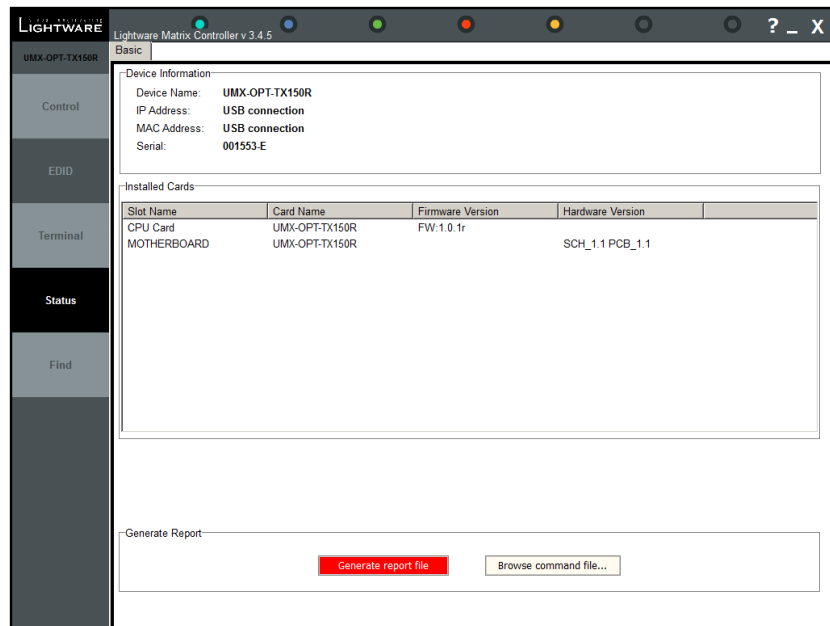 LIGHTWARE
Lightware Matrix Controller v 3.4.5
? _ X
UMX-OPT-TX150R
Basic
Control
EDID
Terminal
Status
Find
Device Information
Device Name: UMX-OPT-TX150R
IP Address: USB connection
MAC Address: USB connection
Serial: 001553-E
Installed Cards
Slot Name Card Name Firmware Version Hardware Version
CPU Card UMX-OPT-TX150R FW:1.0.1r
MOTHERBOARD UMX-OPT-TX150R SCH_1.1 PCB_1.1
Generate Report
Generate report file Browse command file...